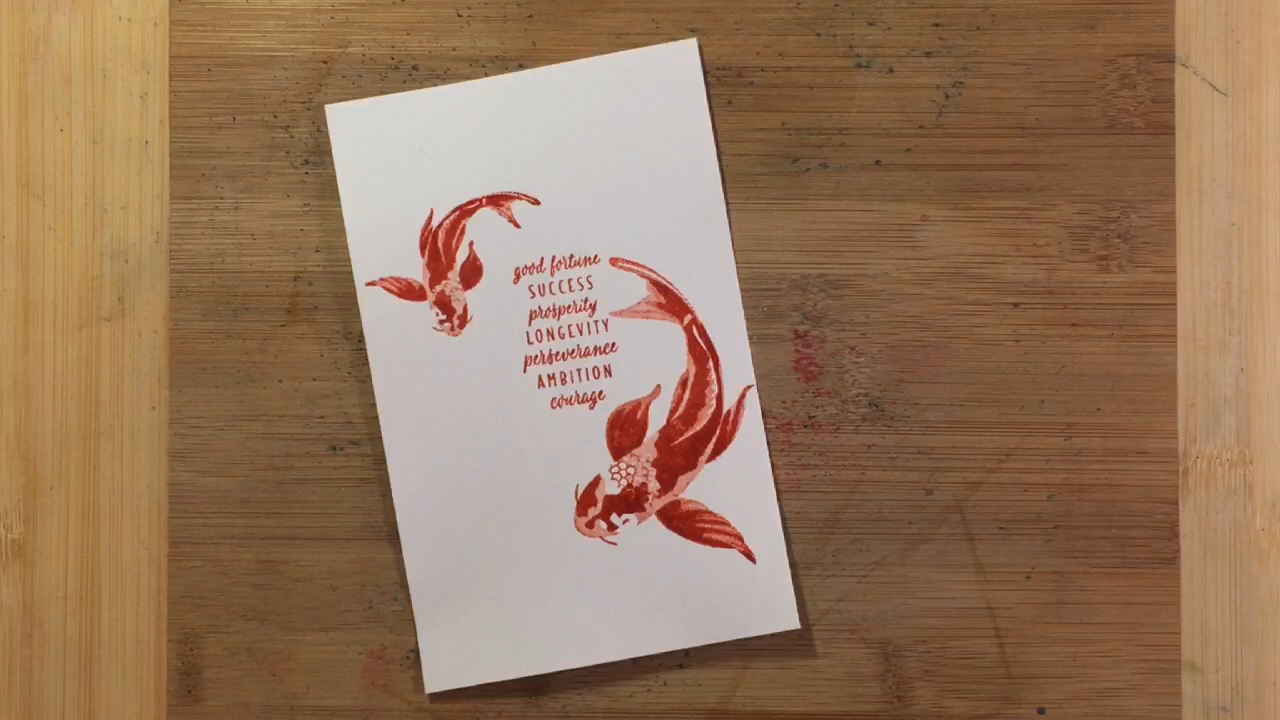 good fortune
SUCCESS
prosperity
LONGEVITY
perseverance
AMBITION
courage